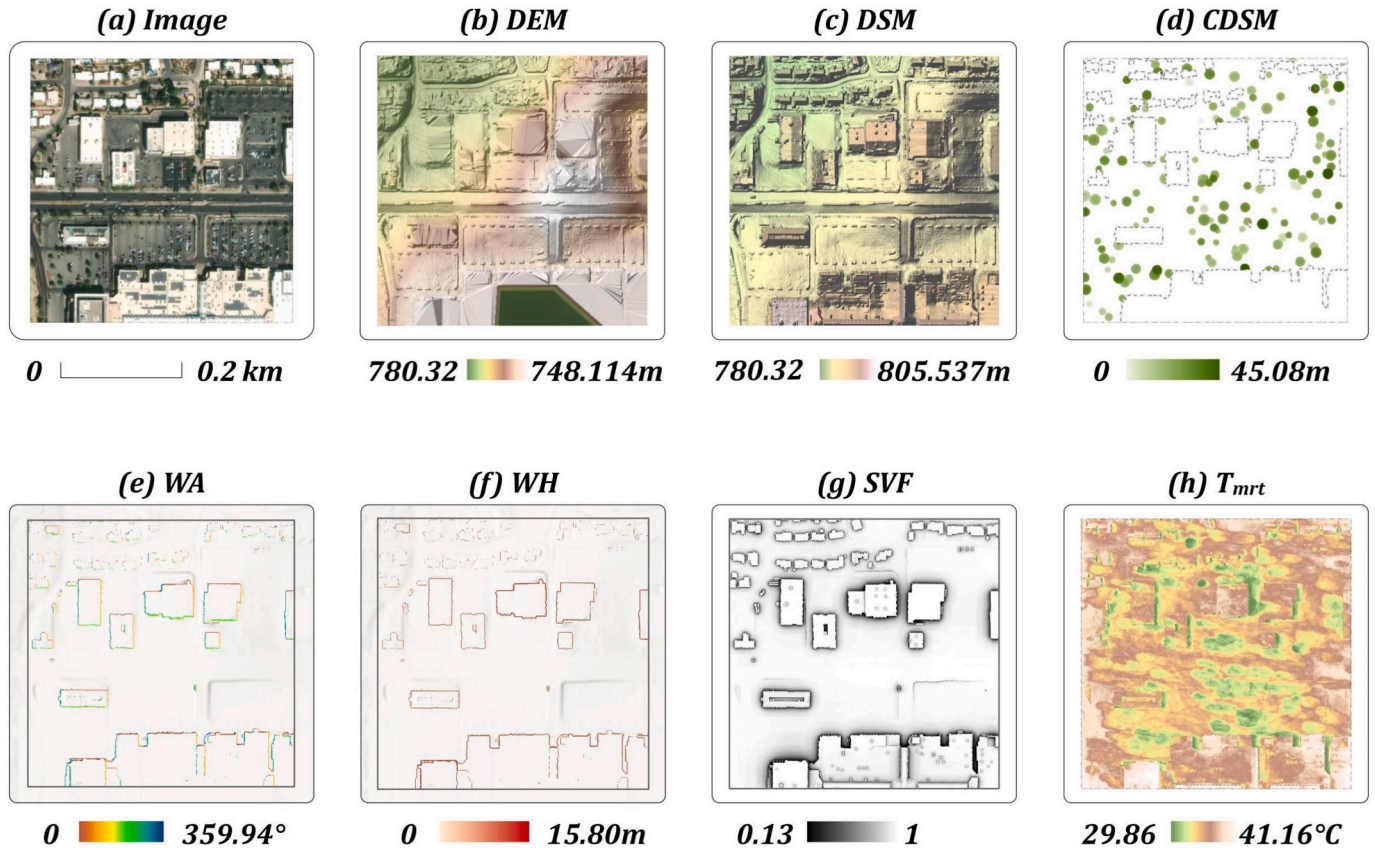 (a) Image
(b) DEM
(c) DSM
(d) CDSM
0 0.2 km
780.32 748.114m
780.32 805.537m
0 45.08m
(e) WA
(f) WH
(g) SVF
(h) Tmrt
0 359.94°
0 15.80m
0.13 1
29.86 41.16°C